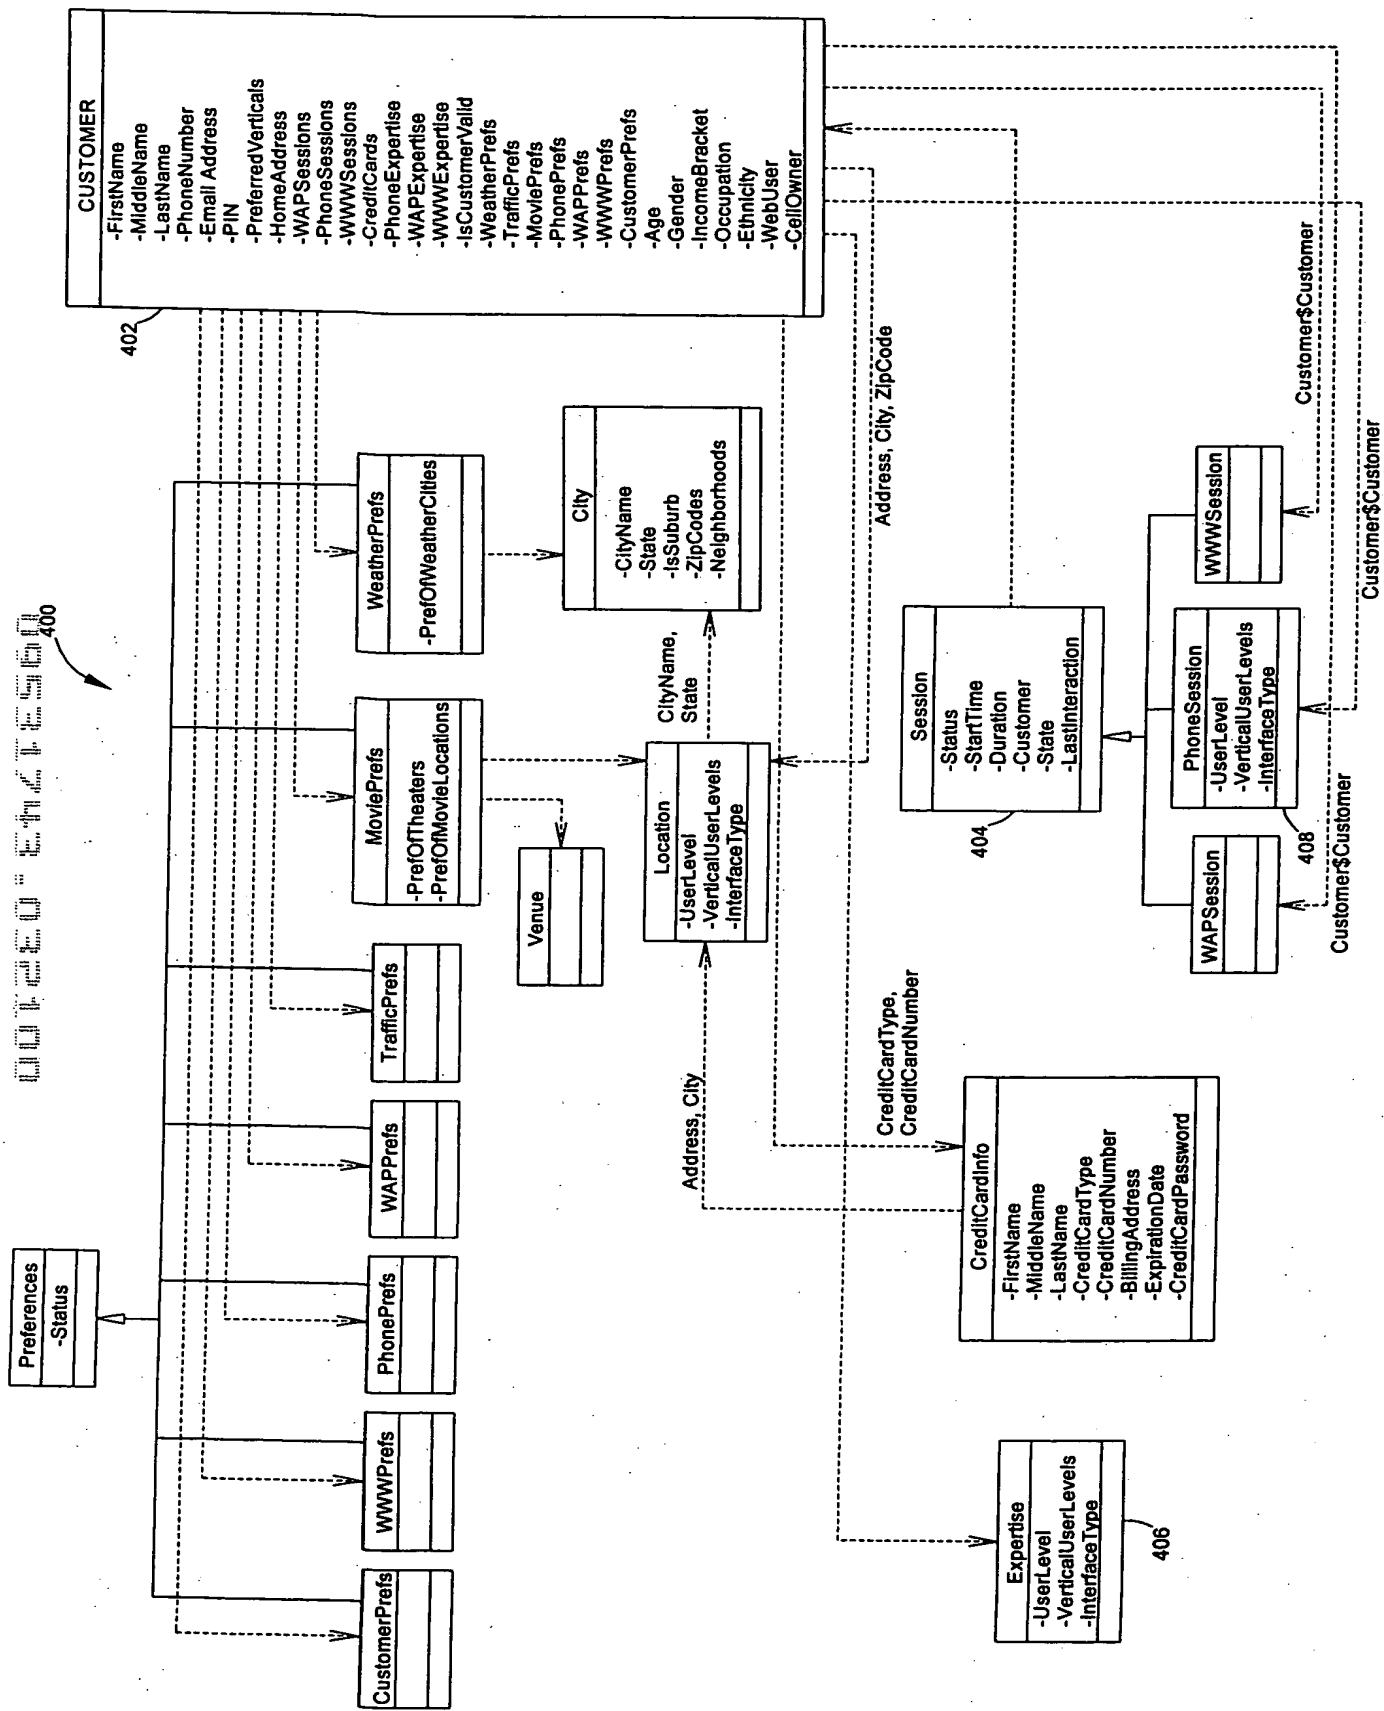 Preferences
-Status
CustomerPrefs
WWWPrefs
PhonePrefs
WAPPrefs
TrafficPrefs
MoviePrefs
-PrefOfTheaters
-PrefOfMovieLocations
WeatherPrefs
-PrefOfWeatherCities
Venue
400
09531743.032100
402
CUSTOMER
-FirstName
-MiddleName
-LastName
-PhoneNumber
-Email Address
-PIN
-PreferredVerticals
-HomeAddress
-WAPSessions
-PhoneSessions
-WWWSessions
-CreditCards
-PhoneExpertise
-WAPExpertise
-WWWExpertise
-IsCustomerValid
-WeatherPrefs
-TrafficPrefs
-MoviePrefs
-PhonePrefs
-WAPPrefs
-WWWPrefs
-CustomerPrefs
-Age
-Gender
-IncomeBracket
-Occupation
-Ethnicity
-WebUser
-CellOwner
City
-CityName
-State
-IsSuburb
-ZipCodes
-Neighborhoods
CityName,
State
Location
-UserLevel
-VerticalUserLevels
-InterfaceType
Address, City
Address, City, ZipCode
CreditCardType,
CreditCardNumber
CreditCardInfo
-FirstName
-MiddleName
-LastName
-CreditCardType
-CreditCardNumber
-BillingAddress
-ExpirationDate
-CreditCardPassword
Expertise
-UserLevel
-VerticalUserLevels
-InterfaceType
406
Session
-Status
-StartTime
-Duration
-Customer
-State
-LastInteraction
404
WAPSession
PhoneSession
-UserLevel
-VerticalUserLevels
-InterfaceType
408
WWWSession
Customer$Customer
Customer$Customer
Customer$Customer